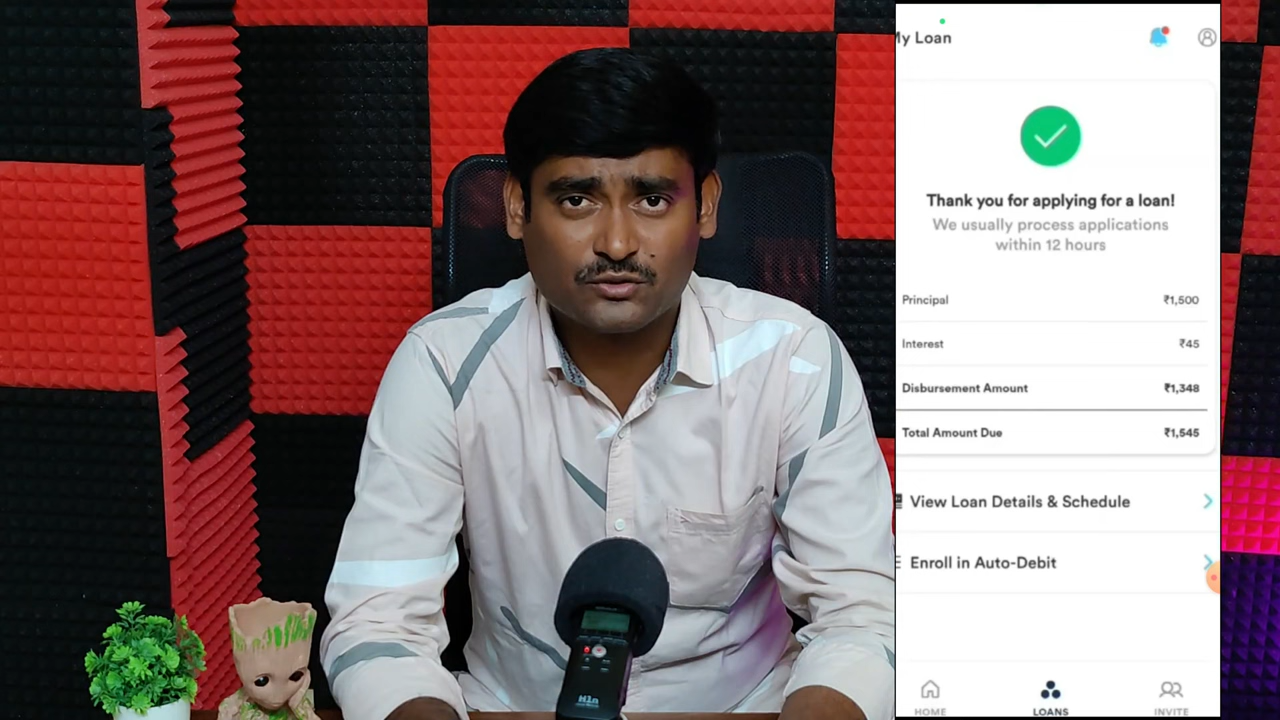 My Loan
Thank you for applying for a loan!
We usually process applications
within 12 hours
Principal ₹1,500
Interest ₹45
Disbursement Amount ₹1,348
Total Amount Due ₹1,545
View Loan Details & Schedule
Enroll in Auto-Debit
HOME LOANS INVITE
H1n